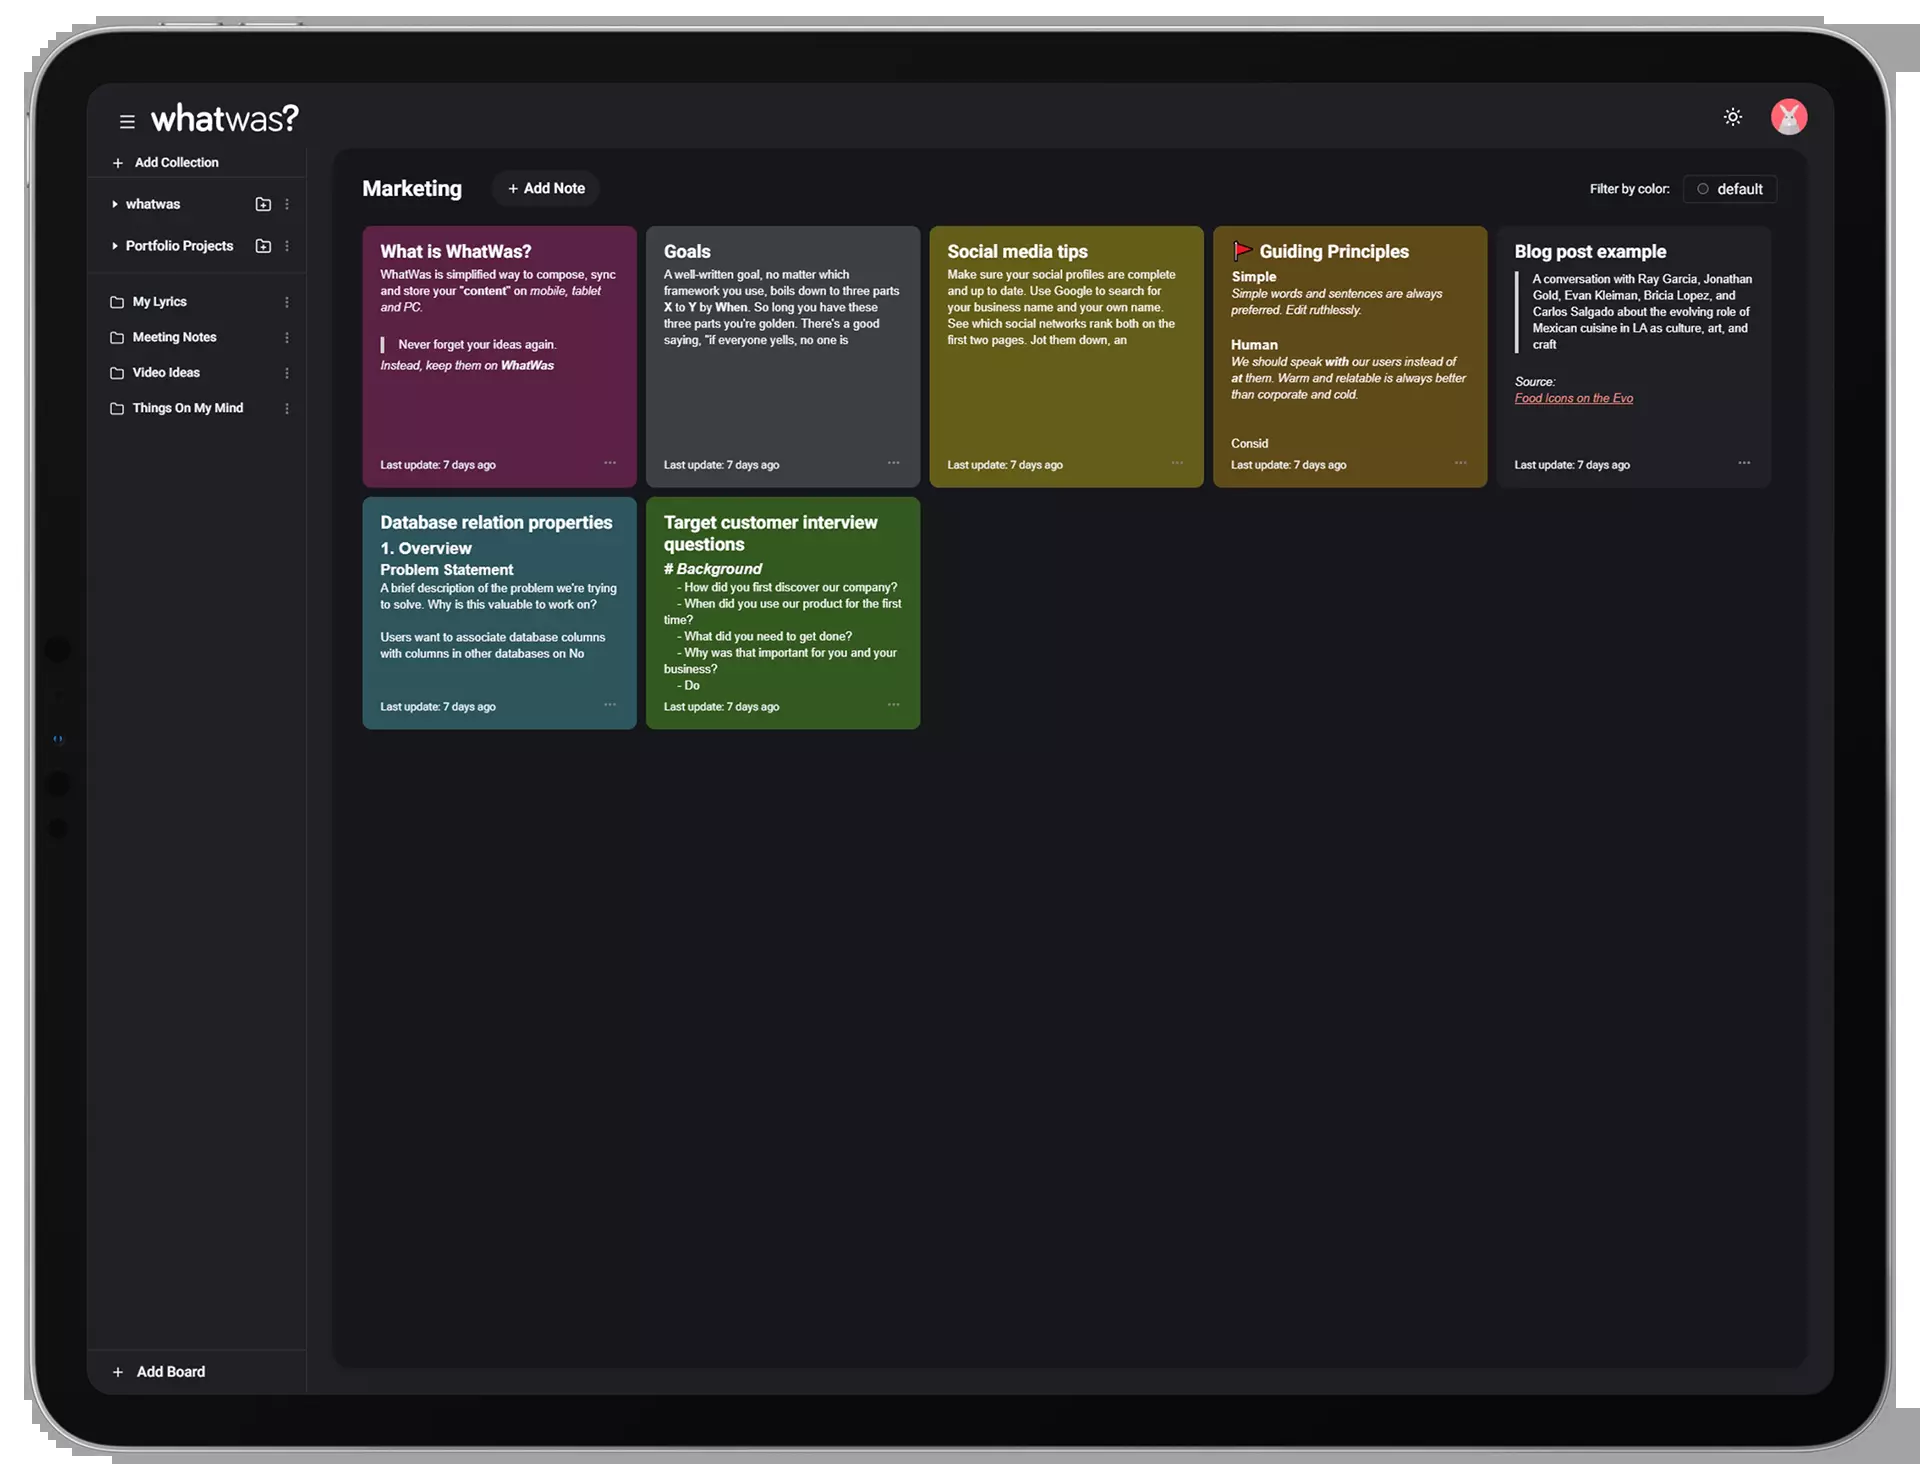 whatwas?
+ Add Collection
whatwas
Portfolio Projects
My Lyrics
Meeting Notes
Video Ideas
Things On My Mind
+ Add Board
Marketing
+ Add Note
Filter by color:
default
What is WhatWas?
WhatWas is simplified way to compose, sync
and store your "content" on mobile, tablet
and PC.
Never forget your ideas again.
Instead, keep them on WhatWas
Last update: 7 days ago
Goals
A well-written goal, no matter which
framework you use, boils down to three parts
X to Y by When. So long you have these
three parts you're golden. There's a good
saying, "if everyone yells, no one is
Last update: 7 days ago
Social media tips
Make sure your social profiles are complete
and up to date. Use Google to search for
your business name and your own name.
See which social networks rank both on the
first two pages. Jot them down, an
Last update: 7 days ago
Guiding Principles
Simple
Simple words and sentences are always
preferred. Edit ruthlessly.
Human
We should speak with our users instead of
at them. Warm and relatable is always better
than corporate and cold.
Consid
Last update: 7 days ago
Blog post example
A conversation with Ray Garcia, Jonathan
Gold, Evan Kleiman, Bricia Lopez, and
Carlos Salgado about the evolving role of
Mexican cuisine in LA as culture, art, and
craft
Source:
Food Icons on the Evo
Last update: 7 days ago
Database relation properties
1. Overview
Problem Statement
A brief description of the problem we're trying
to solve. Why is this valuable to work on?
Users want to associate database columns
with columns in other databases on No
Last update: 7 days ago
Target customer interview
questions
# Background
- How did you first discover our company?
- When did you use our product for the first
time?
- What did you need to get done?
- Why was that important for you and your
business?
- Do
Last update: 7 days ago